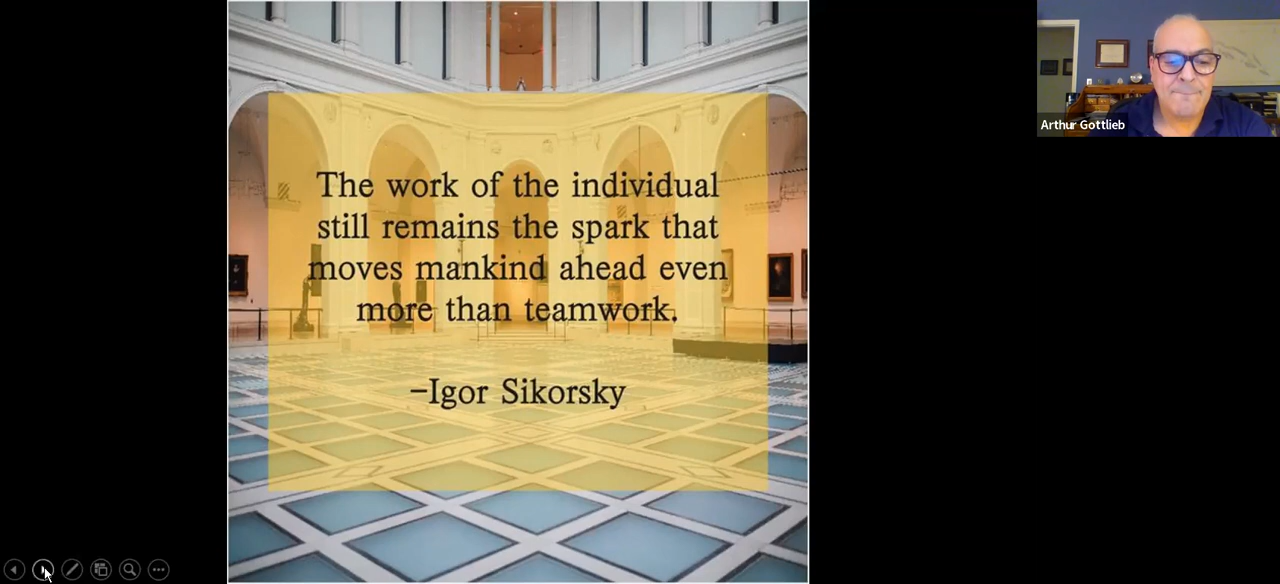 The work of the individual
still remains the spark that
moves mankind ahead even
more than teamwork.
–Igor Sikorsky
Arthur Gottlieb